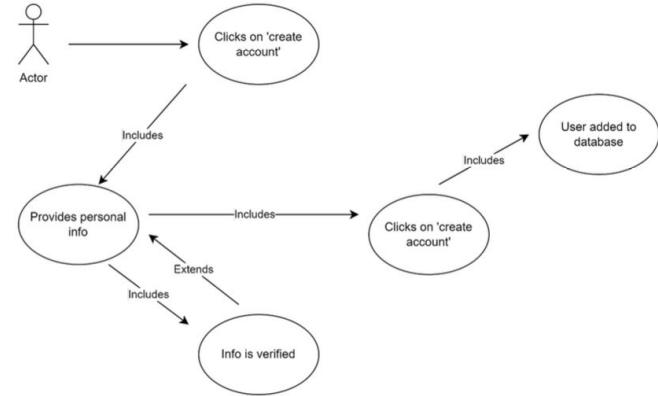 Clicks on 'create
account'
Actor
Includes
User added to
database
Includes
Provides personal
info
Includes
Clicks on 'create
account'
Extends
Includes
Info is verified